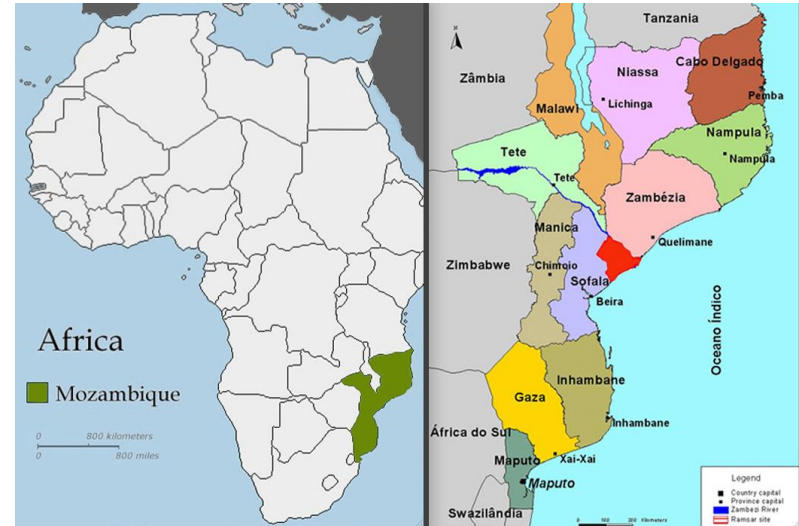 Africa
Mozambique
0 800 kilometers
0 800 miles
N
Tanzania
Cabo Delgado
Niassa
Zâmbia
Pemba
Lichinga
Malawi
Nampula
Tete
Nampula
Tete
Zambézia
Manica
Quelimane
Zimbabwe
Chimoio
Sofala
Beira
Oceano Índico
Inhambane
Gaza
Inhambane
África do Sul
Xai-Xai
Maputo
Maputo
Swazilândia
Legend
Country capital
Province capital
Zambezi River
Ramsar site
Kilometers